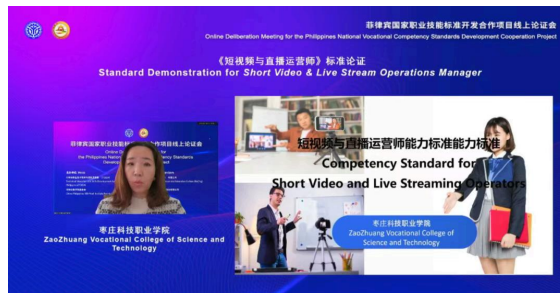 菲律宾国家职业技能标准开发合作项目线上论证会
Online Deliberation Meeting for the Philippines National Vocational Competency Standards Development Cooperation Project
《短视频与直播运营师》标准论证
Standard Demonstration for Short Video & Live Stream Operations Manager
菲律宾国家职业技能标准开发合作项目线上论证会
枣庄科技职业学院
ZaoZhuang Vocational College of Science and
Technology
短视频与直播运营师能力标准能力标准
Competency Standard for
Short Video and Live Streaming Operators
枣庄科技职业学院
ZaoZhuang Vocational College of
Science and Technology